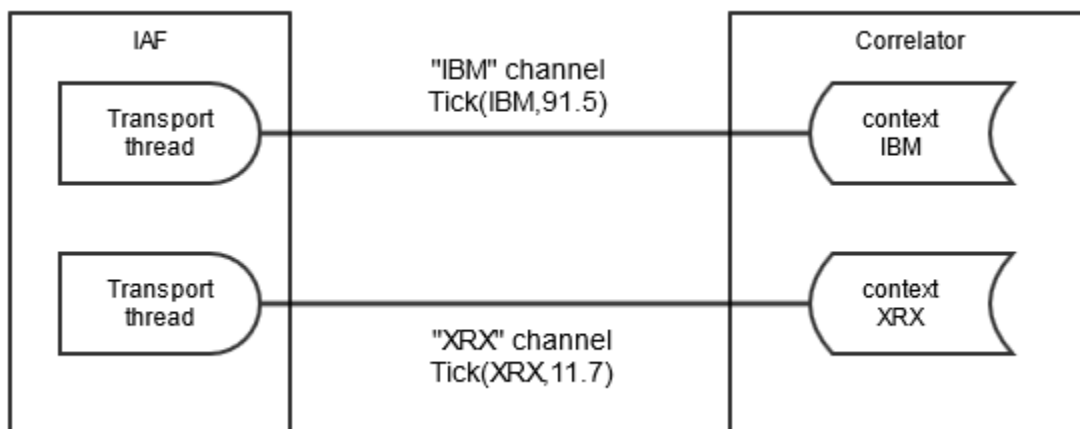 IAF
Correlator
"IBM" channel
Tick(IBM,91.5)
Transport
thread
context
IBM
Transport
thread
context
XRX
"XRX" channel
Tick(XRX,11.7)